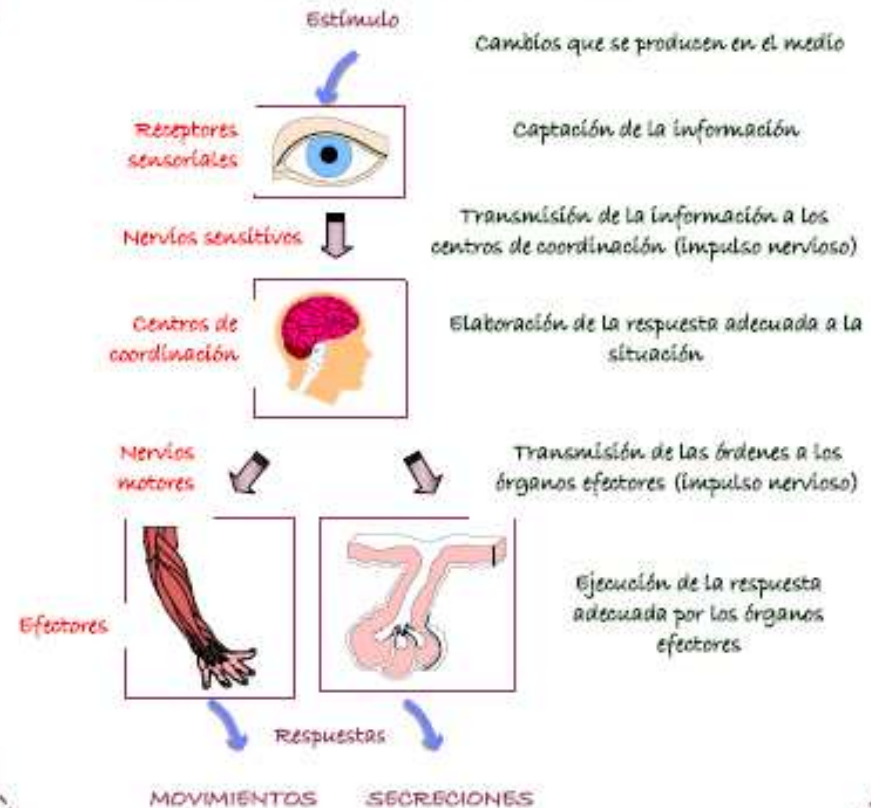 Estímulo
Cambios que se producen en el medio
Receptores
sensoriales
Captación de la información
Nervios sensitivos
Transmisión de la información a los
centros de coordinación (impulso nervioso)
Centros de
coordinación
Elaboración de la respuesta adecuada a la
situación
Nervios
motores
Transmisión de las órdenes a los
órganos efectores (impulso nervioso)
Efectores
Ejecución de la respuesta
adecuada por los órganos
efectores
Respuestas
MOVIMIENTOS
SECRECIONES